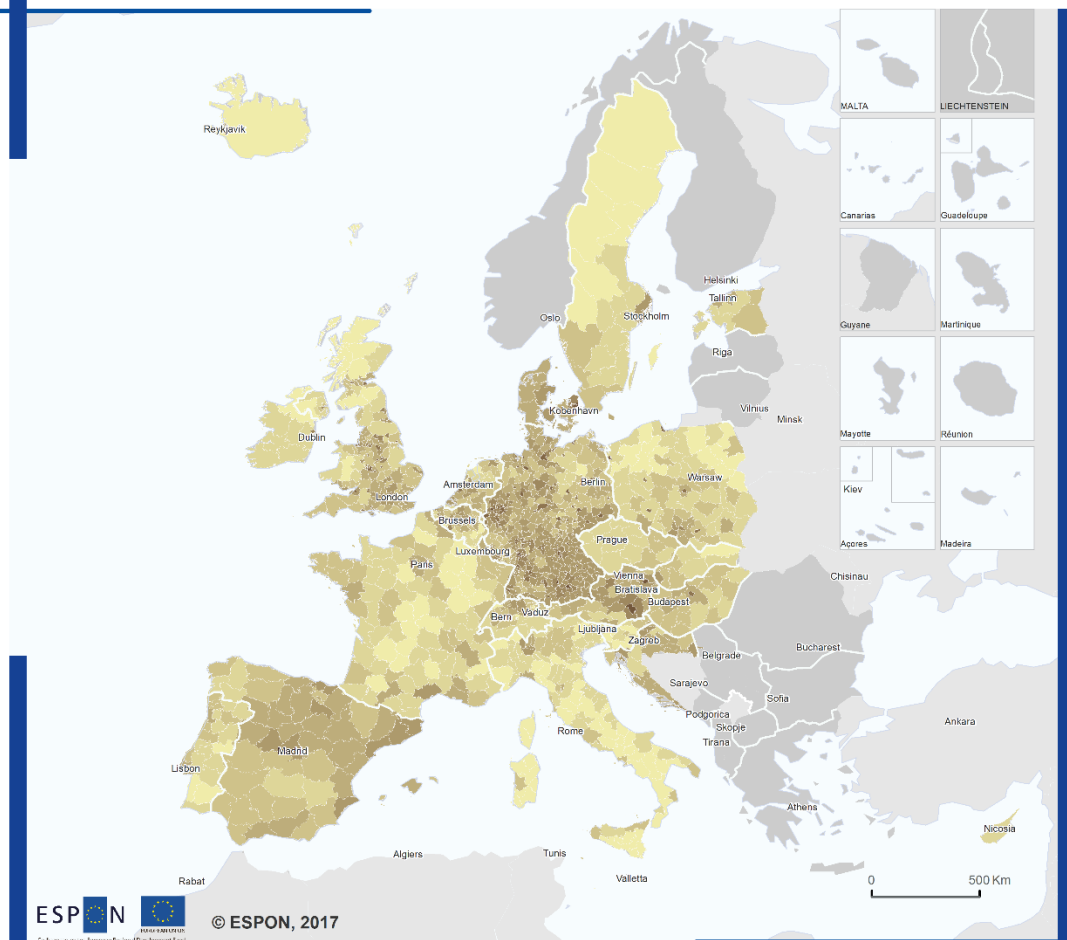 MALTA
LIECHTENSTEIN
Reykjavik
Canarias
Guadeloupe
Helsinki
Tallinn
Oslo
Stockholm
Guyane
Martinique
Riga
Kobenhavn
Vilnius
Minsk
Mayotte
Réunion
Dublin
Amsterdam
Berlin
Warsaw
London
Kiev
Brussels
Prague
Açores
Madeira
Luxembourg
Paris
Vienna
Chisinau
Bratislava
Budapest
Bern
Vaduz
Ljubljana
Zagreb
Belgrade
Bucharest
Sarajevo
Sofia
Podgorica
Skopje
Ankara
Rome
Tirana
Madrid
Lisbon
Athens
Nicosia
Algiers
Tunis
Valletta
Rabat
0 500 Km
ESPON
© ESPON, 2017